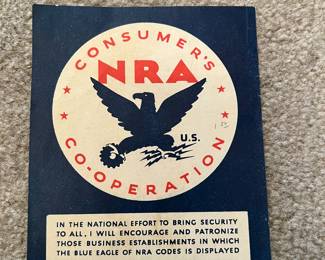 CONSUMER'S
NRA
U.S.
CO-OPERATION
IN THE NATIONAL EFFORT TO BRING SECURITY
TO ALL, I WILL ENCOURAGE AND PATRONIZE
THOSE BUSINESS ESTABLISHMENTS IN WHICH
THE BLUE EAGLE OF NRA CODES IS DISPLAYED